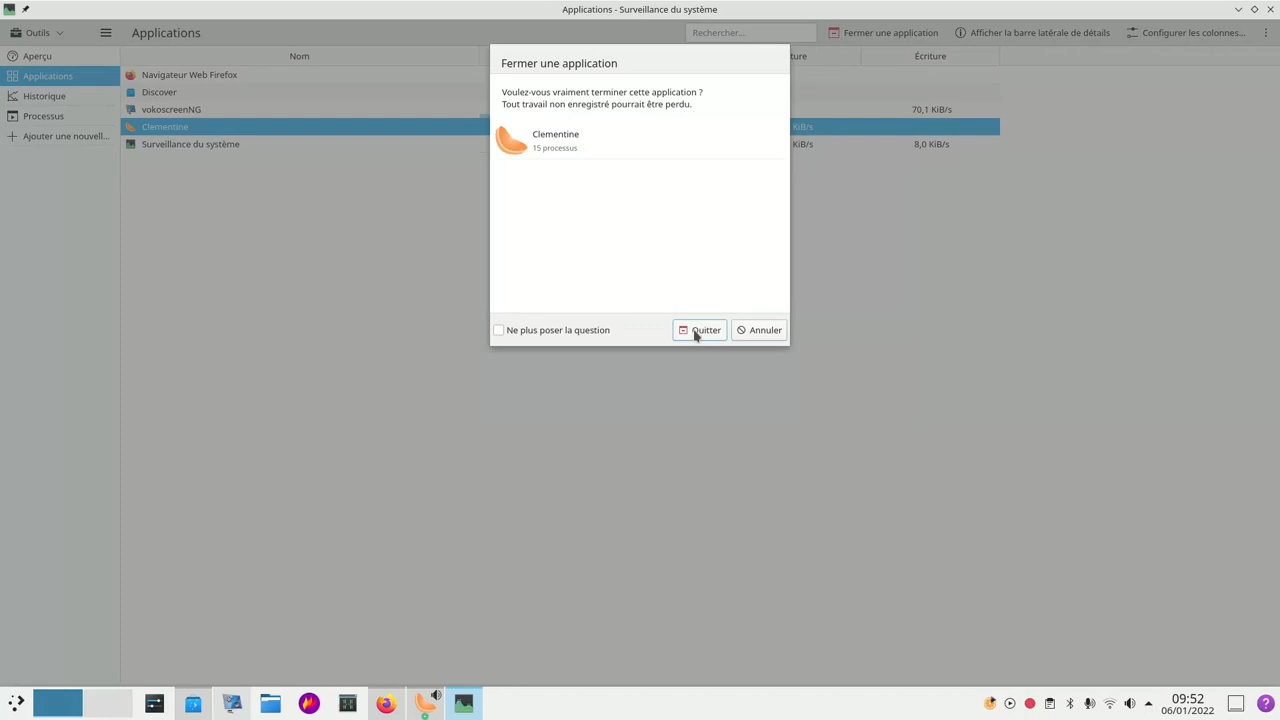 Applications - Surveillance du système
Outils
Applications
Rechercher...
Fermer une application
Afficher la barre latérale de détails
Configurer les colonnes...
Aperçu
Applications
Historique
Processus
Ajouter une nouvell...
Nom
ture
Écriture
Navigateur Web Firefox
Discover
vokoscreenNG
70,1 KiB/s
Clementine
KiB/s
Surveillance du système
KiB/s
8,0 KiB/s
Fermer une application
Voulez-vous vraiment terminer cette application ?
Tout travail non enregistré pourrait être perdu.
Clementine
15 processus
Ne plus poser la question
Quitter
Annuler
09:52
06/01/2022